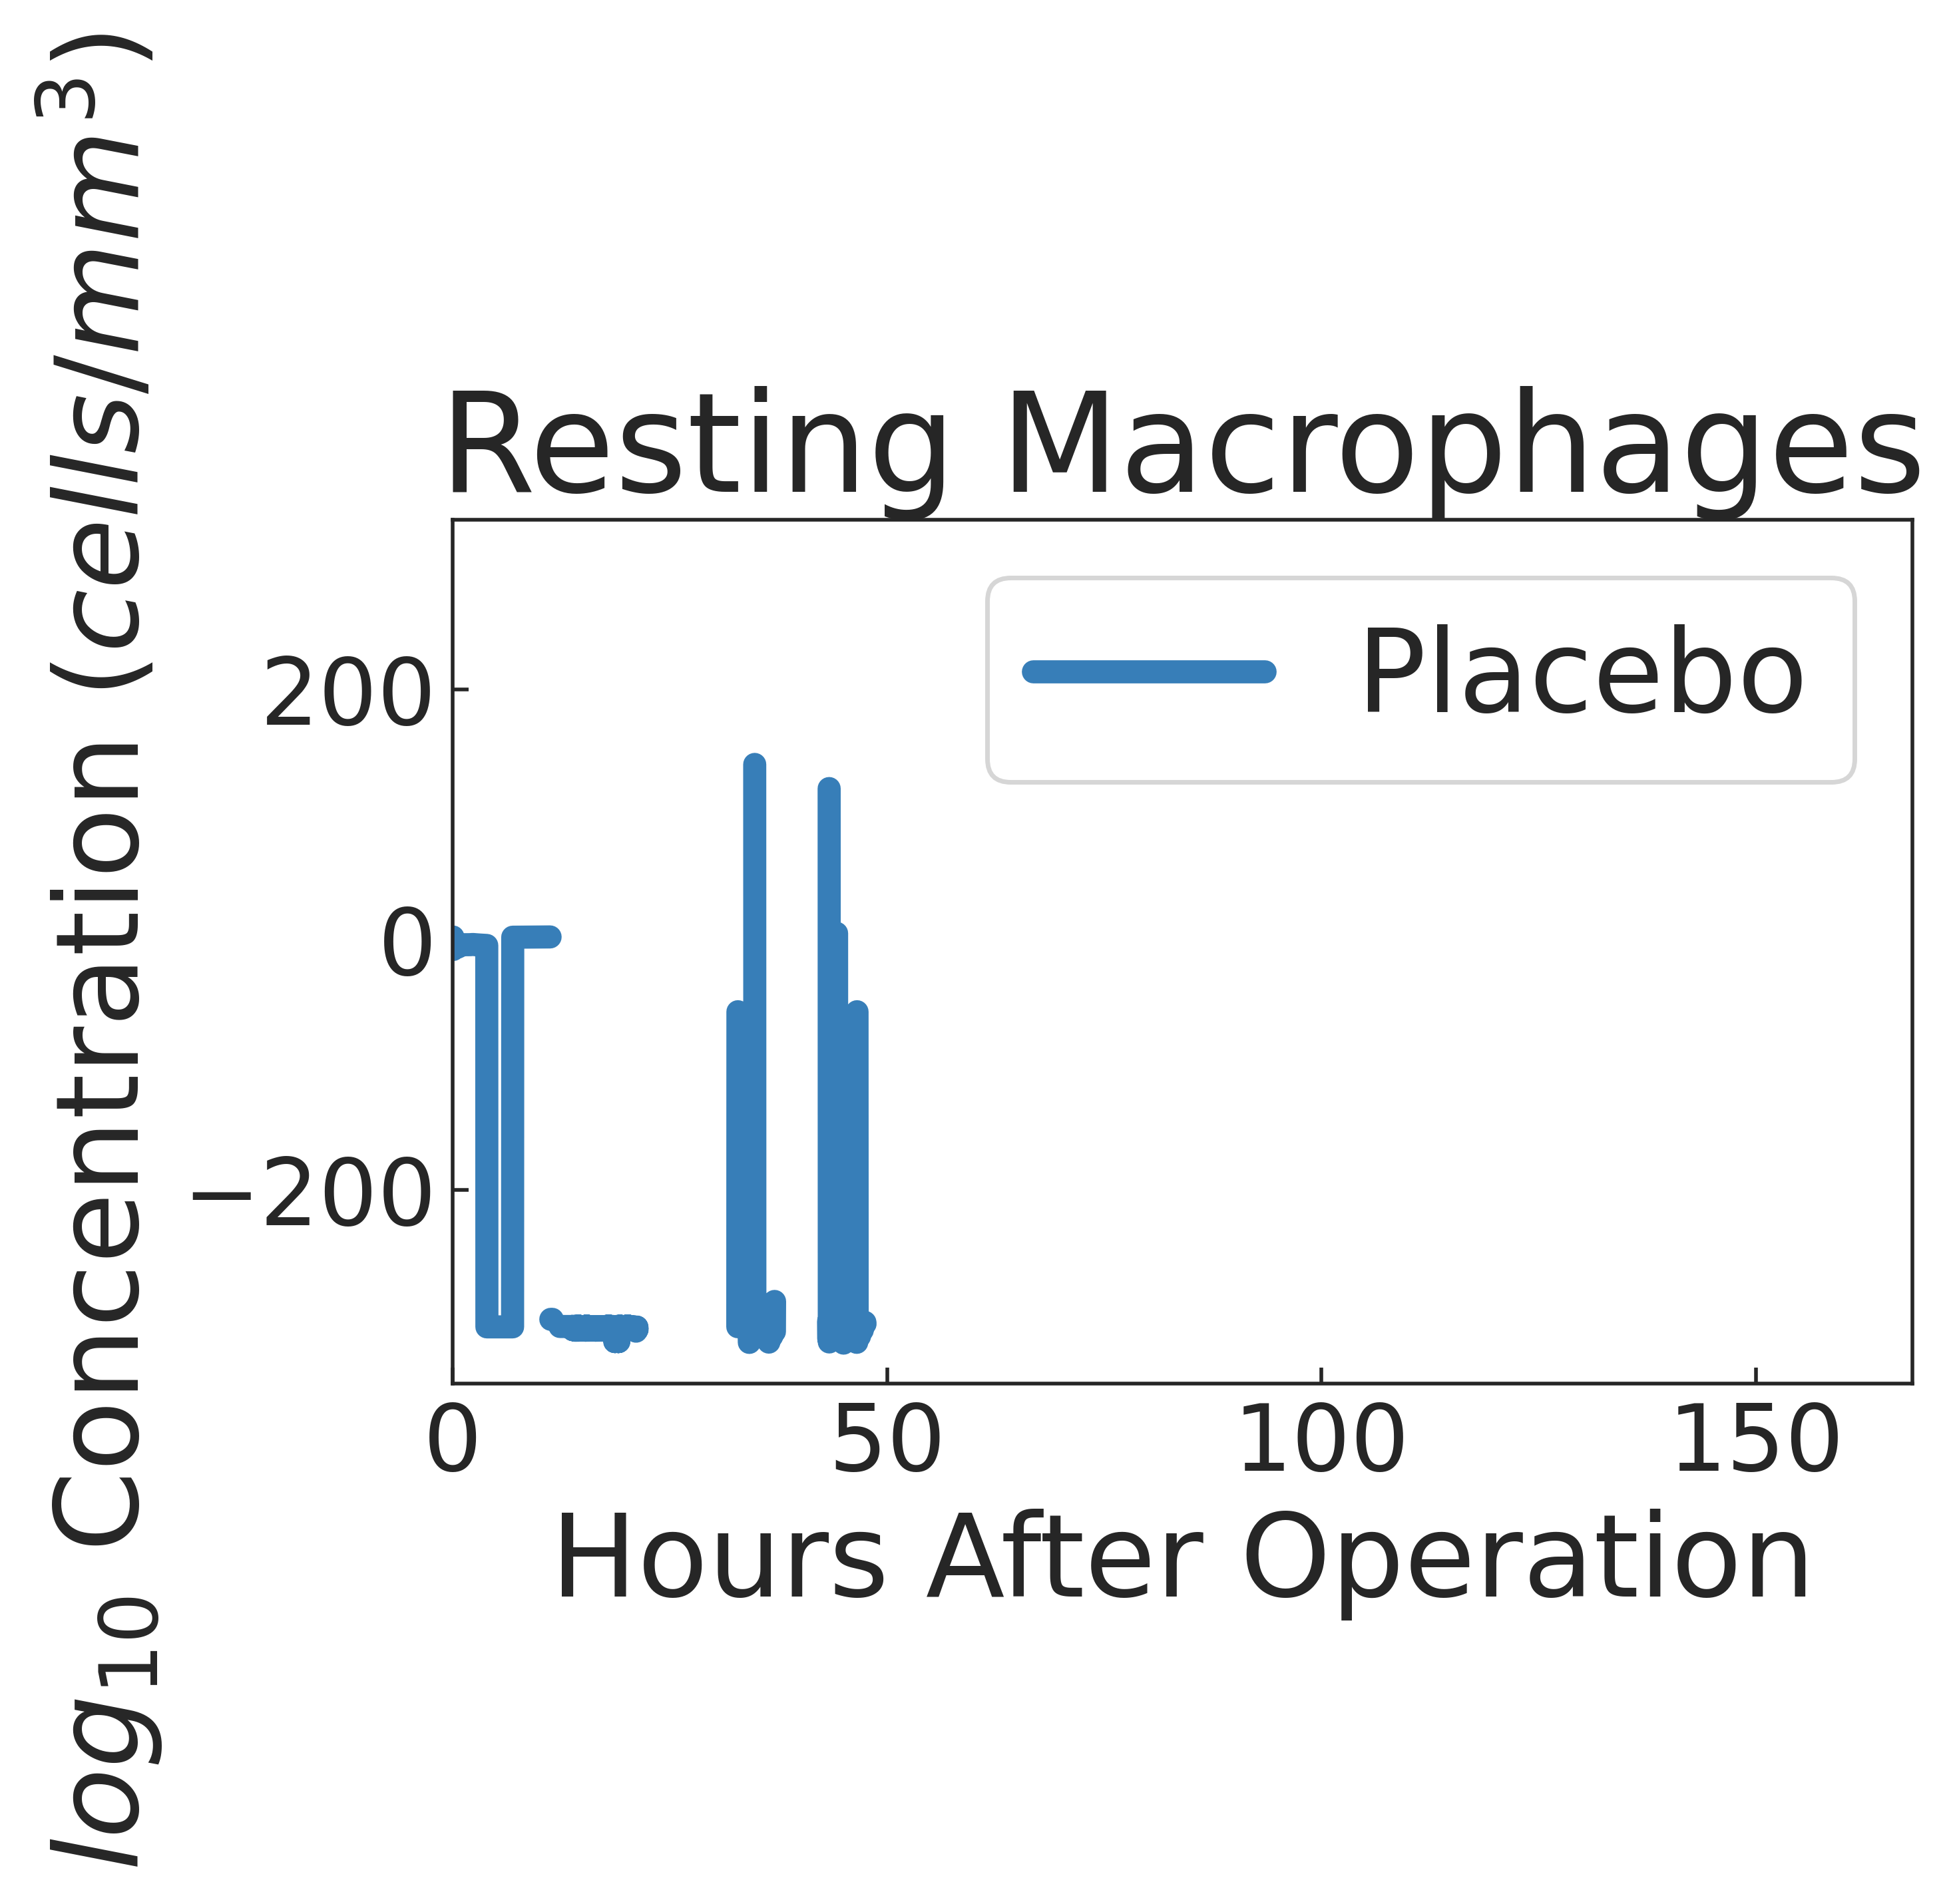 Resting Macrophages
log₁₀ Concentration (cells/mm³)
Placebo
200
0
−200
0 50 100 150
Hours After Operation